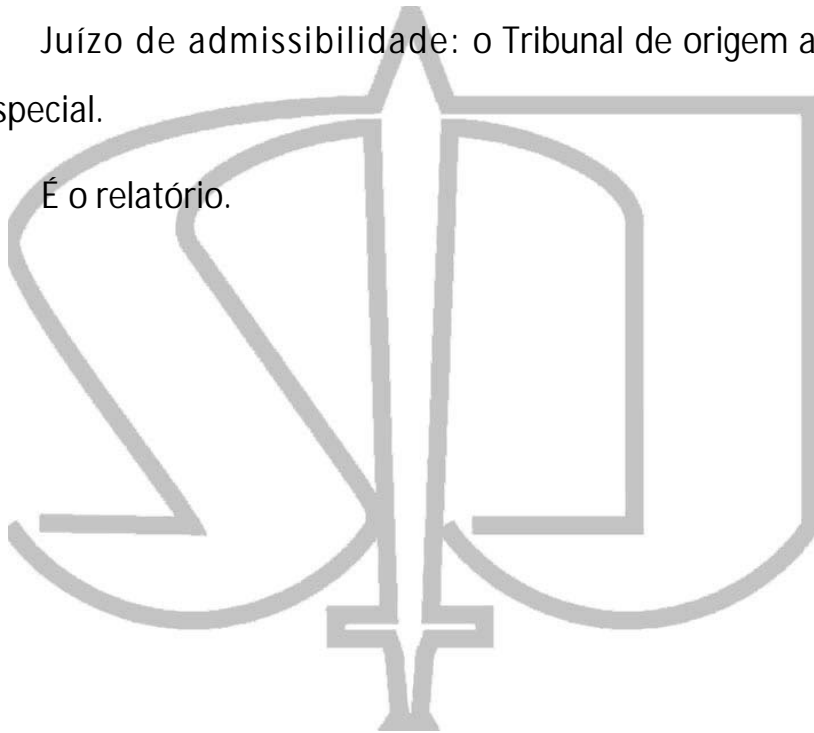 Juízo de admissibilidade: o Tribunal de origem a
special.
É o relatório.